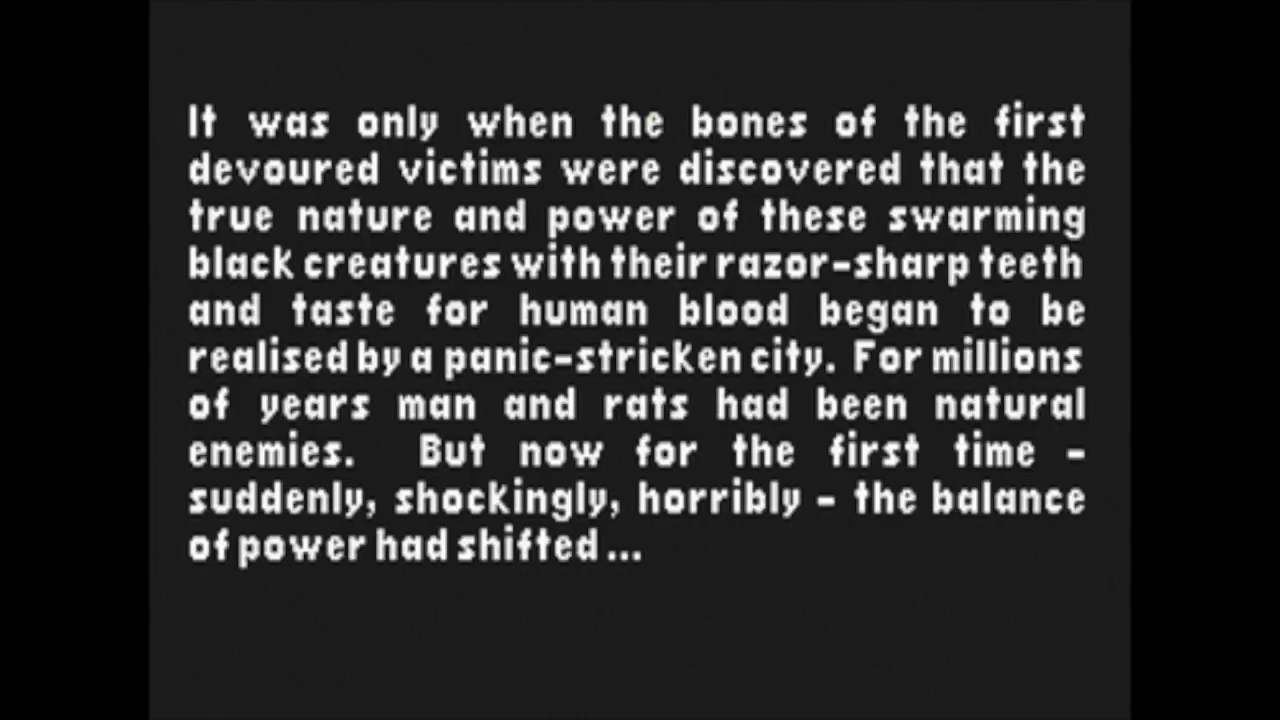 It was only when the bones of the first
devoured victims were discovered that the
true nature and power of these swarming
black creatures with their razor-sharp teeth
and taste for human blood began to be
realised by a panic-stricken city. For millions
of years man and rats had been natural
enemies. But now for the first time -
suddenly, shockingly, horribly - the balance
of power had shifted ...